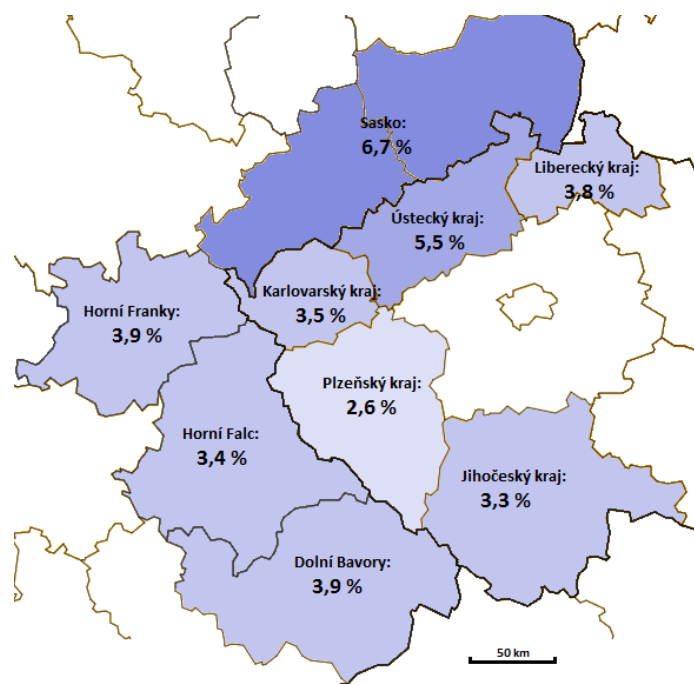 Sasko:
6,7 %
Liberecký kraj:
3,8 %
Ústecký kraj:
5,5 %
Karlovarský kraj:
3,5 %
Horní Franky:
3,9 %
Plzeňský kraj:
2,6 %
Horní Falc:
3,4 %
Jihočeský kraj:
3,3 %
Dolní Bavory:
3,9 %
50 km